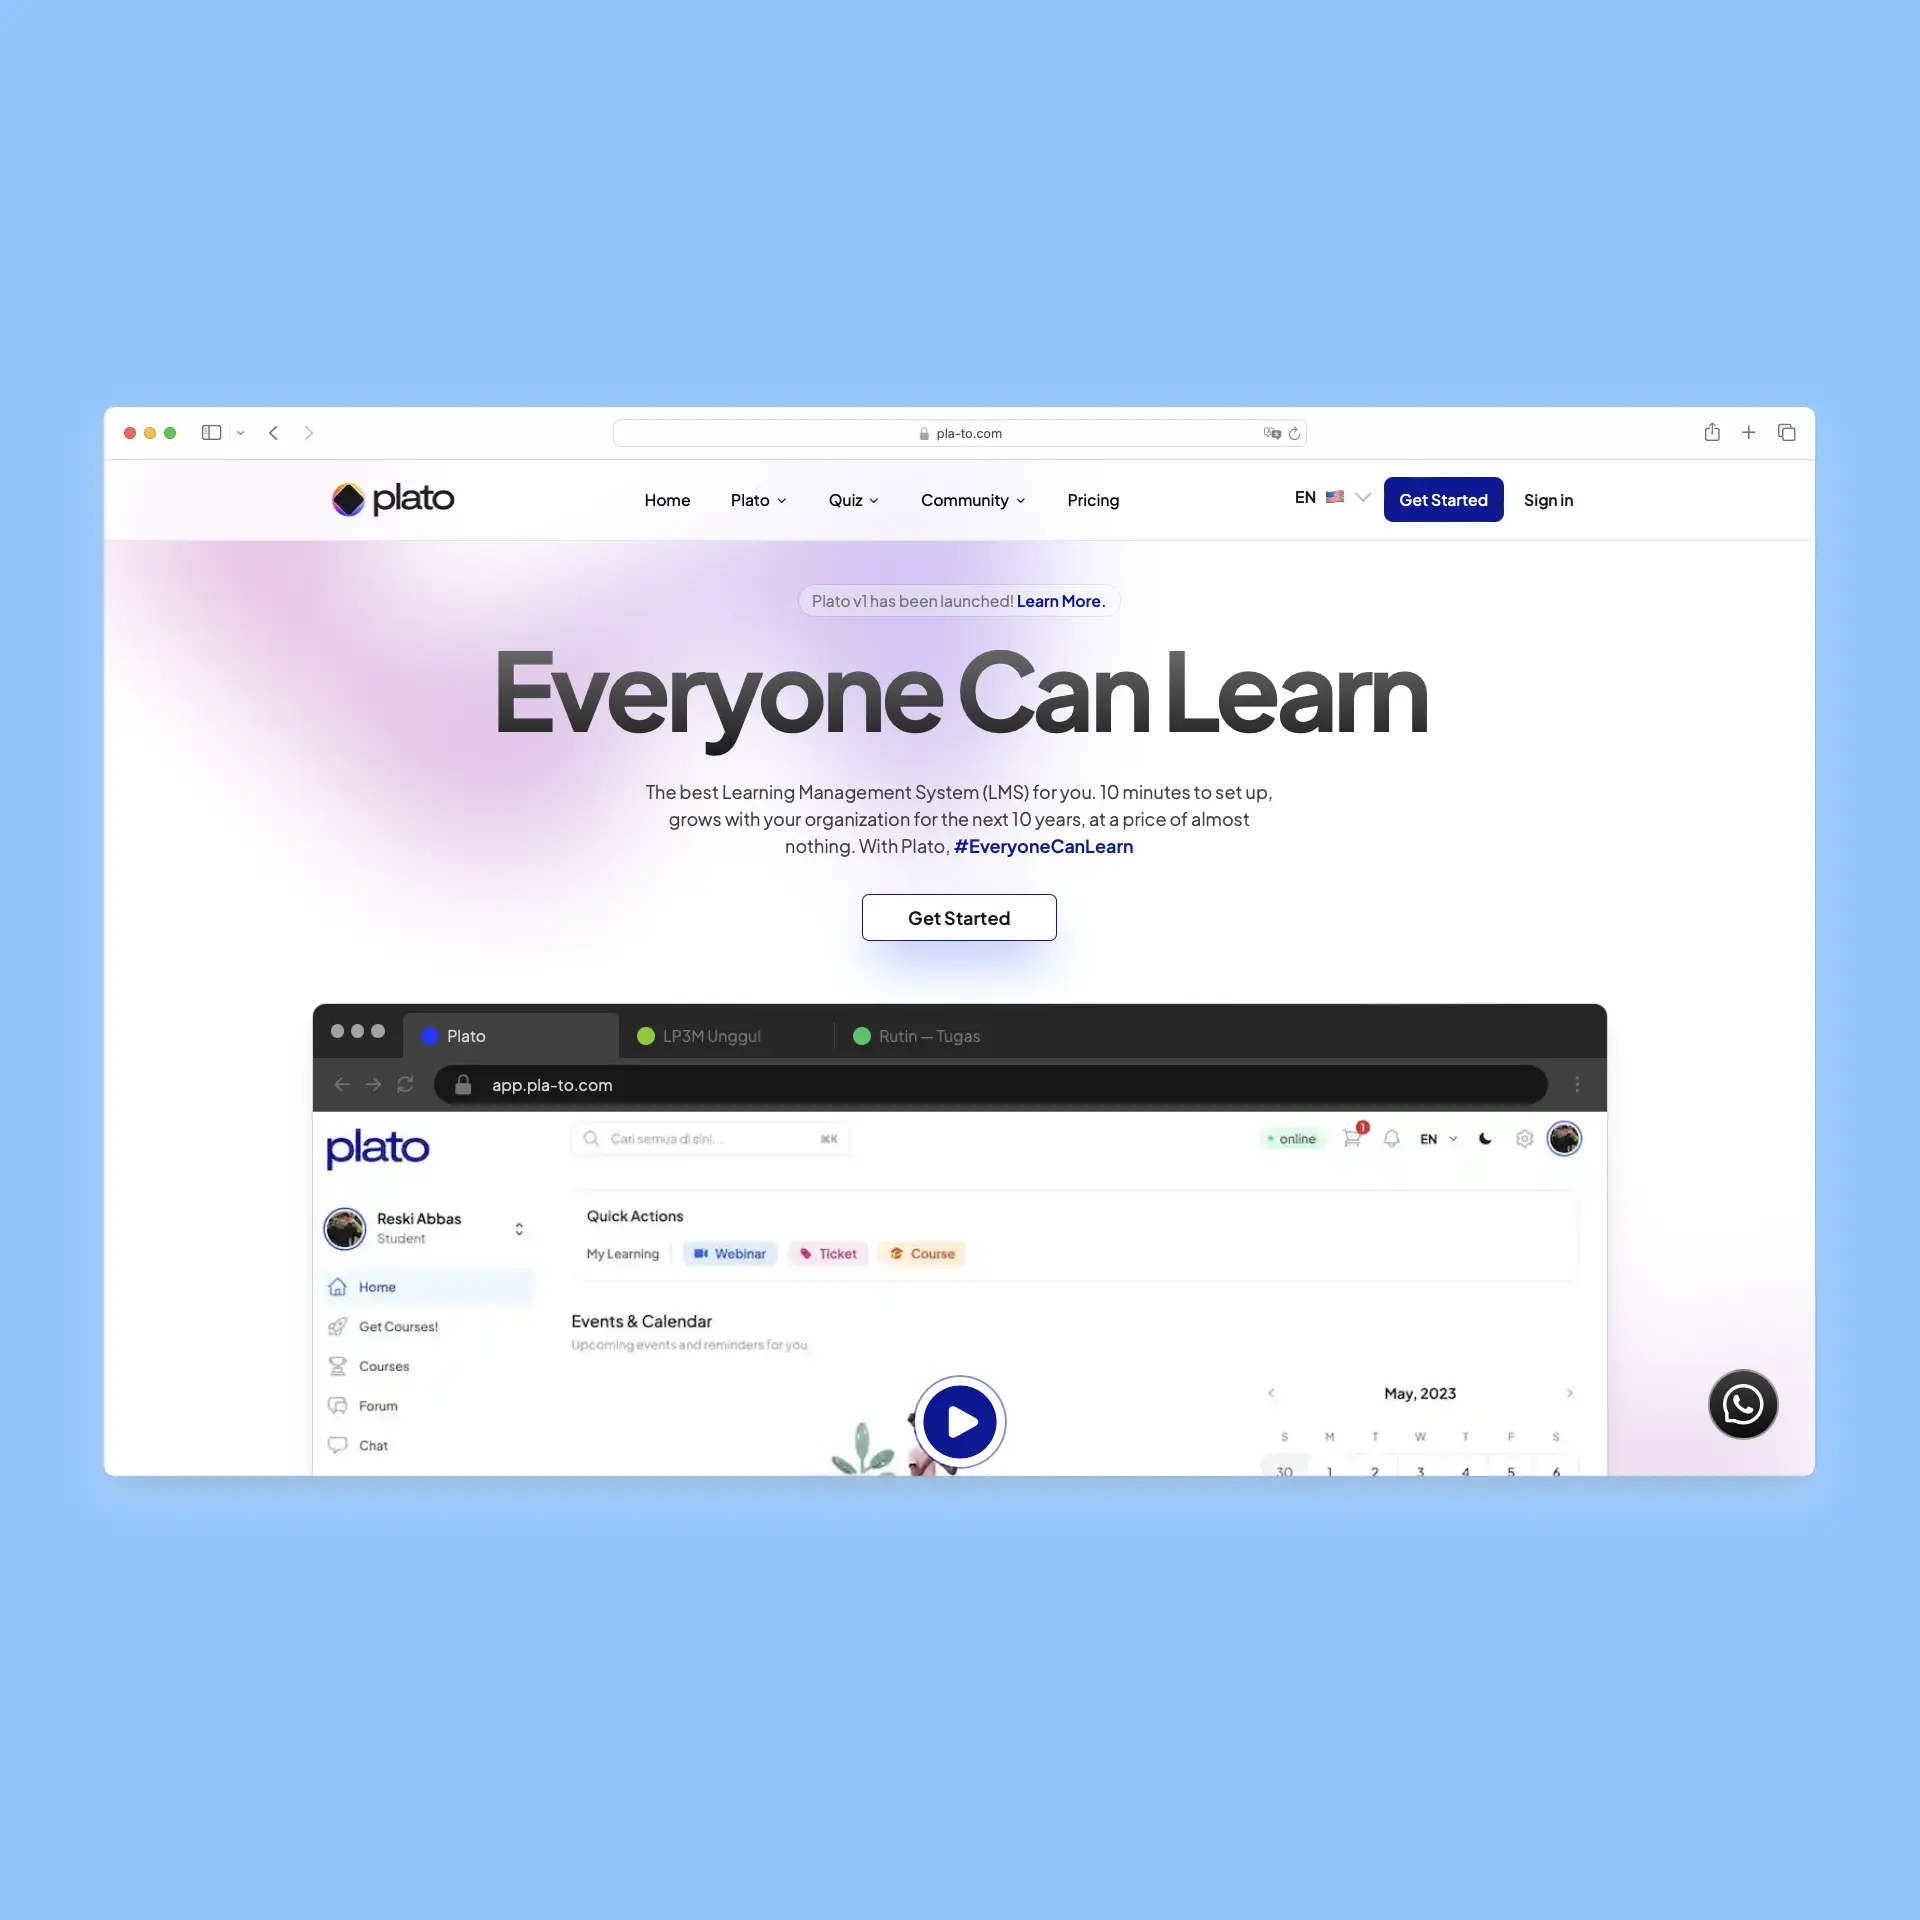 pla-to.com
plato
Home Plato Quiz Community Pricing
EN Get Started Sign in
Plato v1 has been launched! Learn More.
Everyone Can Learn
The best Learning Management System (LMS) for you. 10 minutes to set up,
grows with your organization for the next 10 years, at a price of almost
nothing. With Plato, #EveryoneCanLearn
Get Started
Plato LP3M Unggul Rutin — Tugas
app.pla-to.com
plato
Cari semua di sini... ⌘K
online 1 EN
Reski Abbas
Student
Home
Get Courses!
Courses
Forum
Chat
Quick Actions
My Learning Webinar Ticket Course
Events & Calendar
Upcoming events and reminders for you
May, 2023
S M T W T F S
30 1 2 3 4 5 6